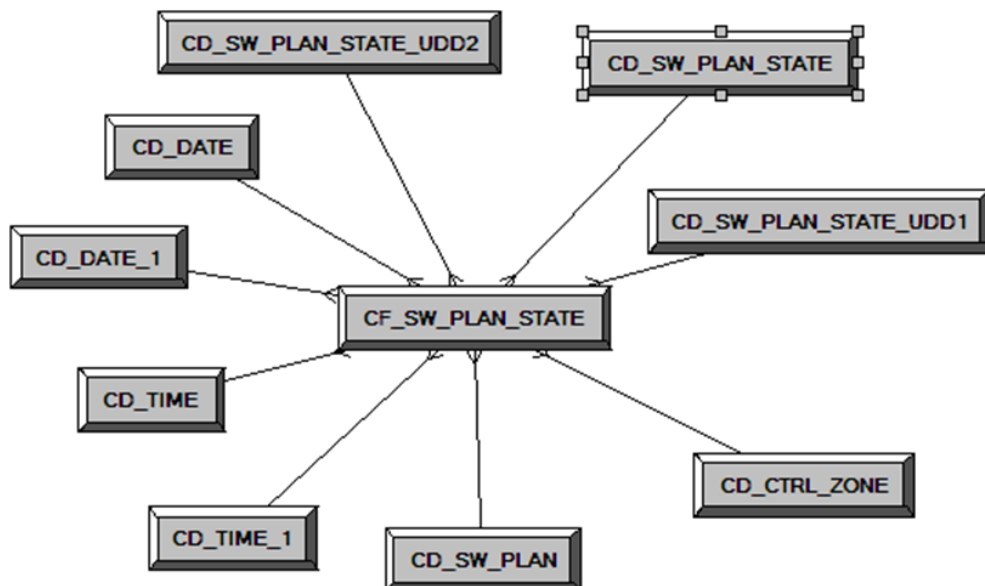 CD_SW_PLAN_STATE_UDD2
CD_SW_PLAN_STATE
CD_DATE
CD_SW_PLAN_STATE_UDD1
CD_DATE_1
CF_SW_PLAN_STATE
CD_TIME
CD_CTRL_ZONE
CD_TIME_1
CD_SW_PLAN